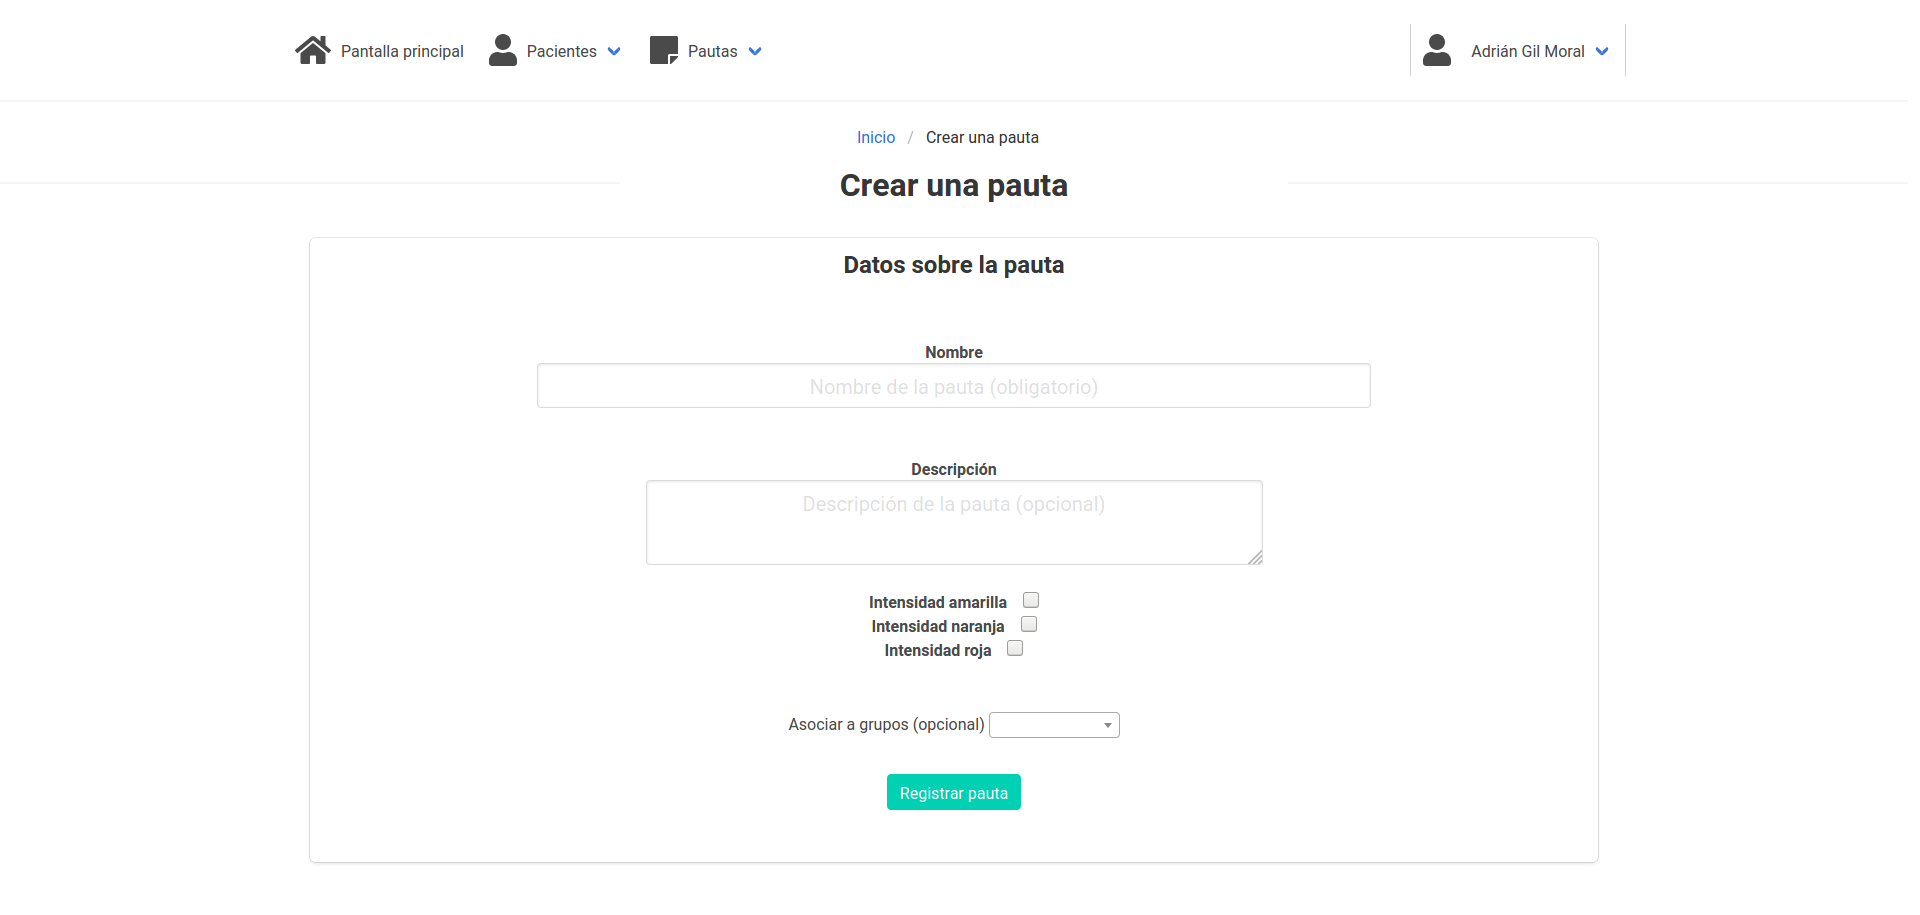 Pantalla principal Pacientes Pautas Adrián Gil Moral
Inicio / Crear una pauta
Crear una pauta
Datos sobre la pauta
Nombre
Nombre de la pauta (obligatorio)
Descripción
Descripción de la pauta (opcional)
Intensidad amarilla
Intensidad naranja
Intensidad roja
Asociar a grupos (opcional)
Registrar pauta